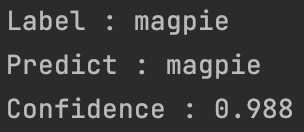 Label : magpie
Predict : magpie
Confidence : 0.988